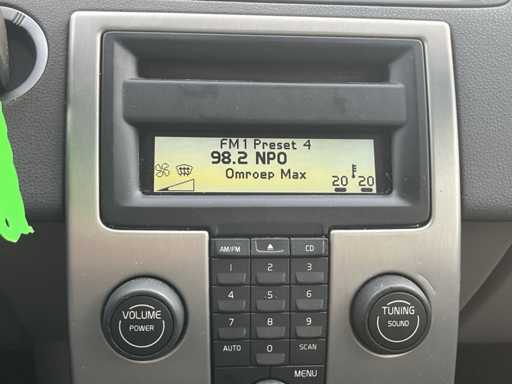 FM1 Preset 4
98.2 NPO
Omroep Max
20 20
AM/FM CD
1 2 3
4 5 6
7 8 9
AUTO 0 SCAN
MENU
VOLUME
POWER
TUNING
SOUND